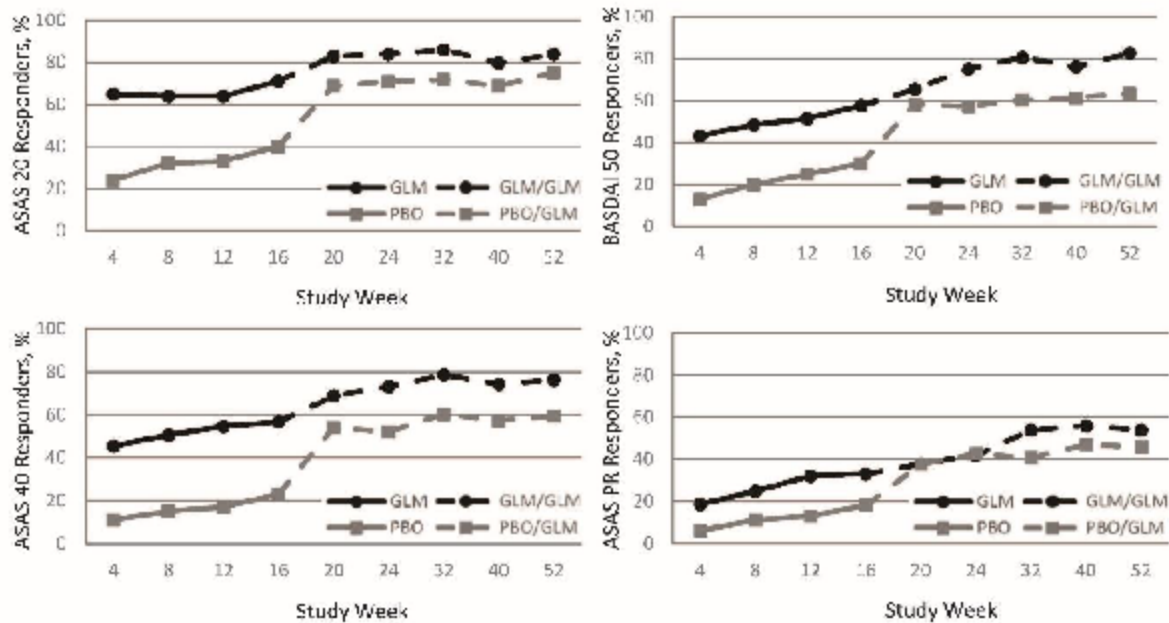 ASAS 20 Responders, %
100
80
60
40
20
0
GLM GLM/GLM
PBO PBO/GLM
4 8 12 16 20 24 32 40 52
Study Week
BASDAI 50 Responders, %
100
80
60
40
20
0
GLM GLM/GLM
PBO PBO/GLM
4 8 12 16 20 24 32 40 52
Study Week
ASAS 40 Responders, %
100
80
60
40
20
0
GLM GLM/GLM
PBO PBO/GLM
4 8 12 16 20 24 32 40 52
Study Week
ASAS PR Responders, %
100
80
60
40
20
0
GLM GLM/GLM
PBO PBO/GLM
4 8 12 16 20 24 32 40 52
Study Week